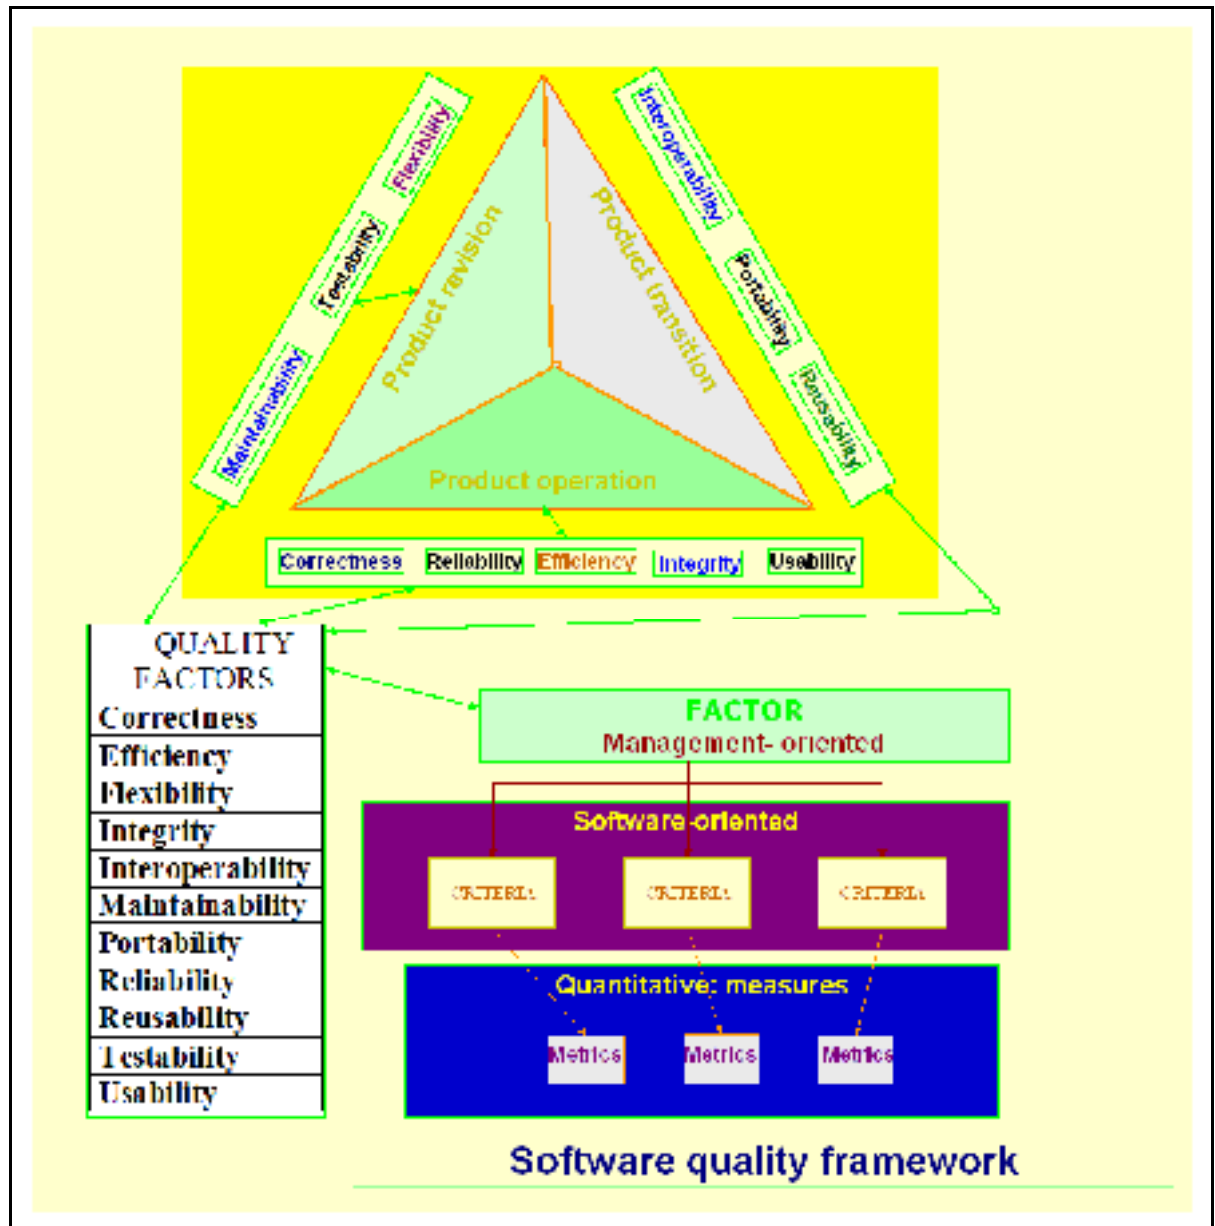 Flexibility
Testability
Maintainability
Interoperability
Portability
Reusability
Product revision
Product transition
Product operation
Correctness Reliability Efficiency Integrity Usability
QUALITY
FACTORS
Correctness
Efficiency
Flexibility
Integrity
Interoperability
Maintainability
Portability
Reliability
Reusability
Testability
Usability
FACTOR
Management- oriented
Software-oriented
CRITERIA CRITERIA CRITERIA
Quantitative measures
Metrics Metrics Metrics
Software quality framework